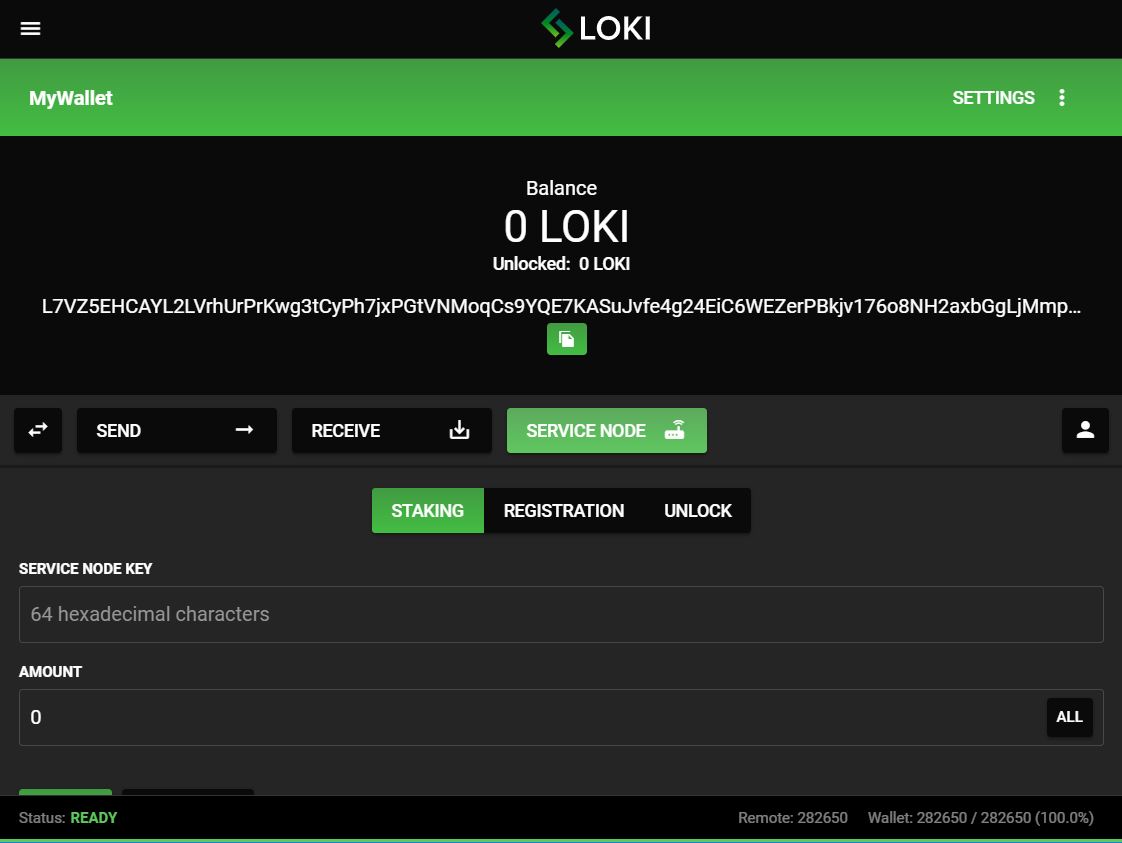 LOKI
MyWallet
SETTINGS
Balance
0 LOKI
Unlocked: 0 LOKI
L7VZ5EHCAYL2LVrhUrPrKwg3tCyPh7jxPGtVNMoqCs9YQE7KASuJvfe4g24EiC6WEZerPBkjv176o8NH2axbGgLjMmp...
SEND
RECEIVE
SERVICE NODE
STAKING
REGISTRATION
UNLOCK
SERVICE NODE KEY
64 hexadecimal characters
AMOUNT
0
ALL
Status: READY
Remote: 282650
Wallet: 282650 / 282650 (100.0%)